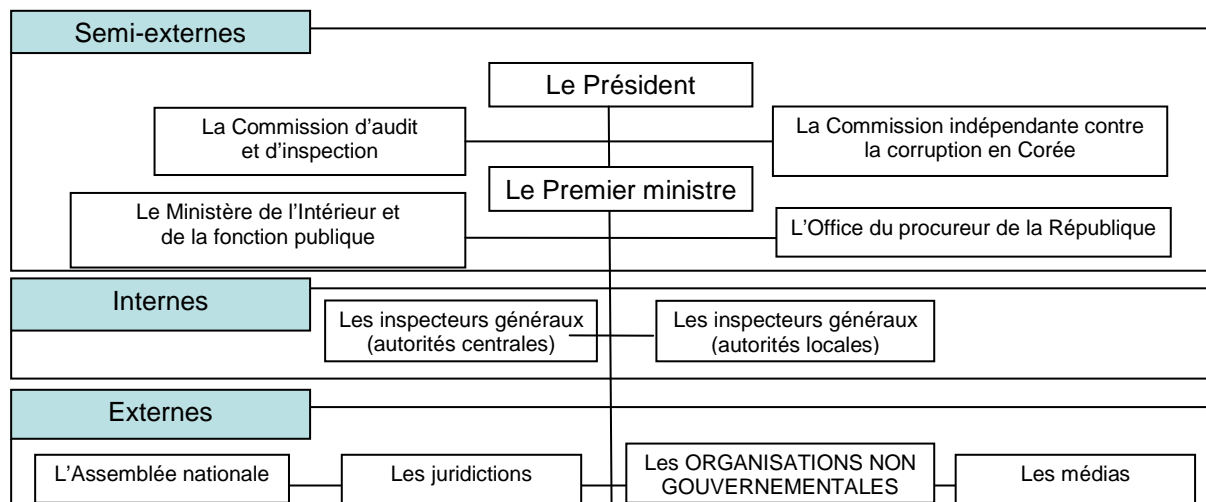 Semi-externes
Le Président
La Commission d’audit
et d’inspection
La Commission indépendante contre
la corruption en Corée
Le Premier ministre
Le Ministère de l’Intérieur et
de la fonction publique
L’Office du procureur de la République
Internes
Les inspecteurs généraux
(autorités centrales)
Les inspecteurs généraux
(autorités locales)
Externes
L’Assemblée nationale
Les juridictions
Les ORGANISATIONS NON
GOUVERNEMENTALES
Les médias